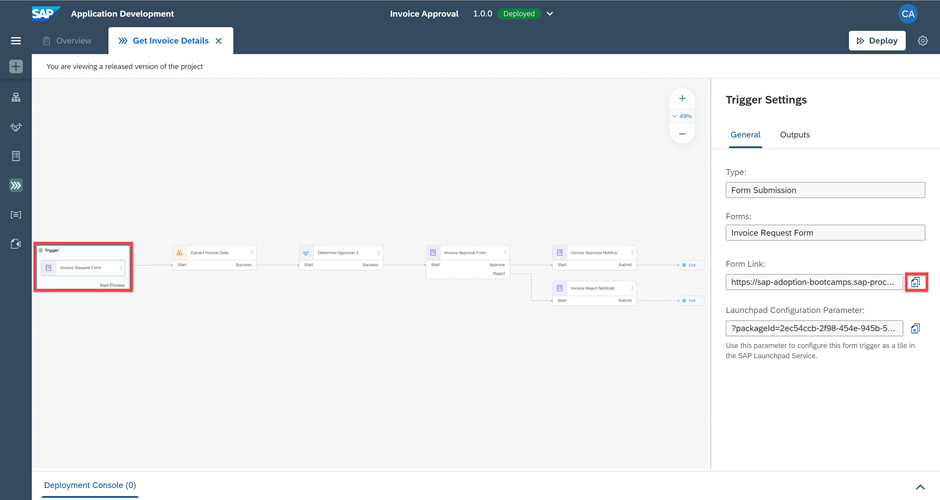 SAP
Application Development
Invoice Approval
1.0.0
Deployed
CA
Overview
Get Invoice Details
Deploy
You are viewing a released version of the project
49%
Trigger
Invoice Request Form
Start Process
Extract Invoice Data
Start
Success
Determine Approver 2
Start
Success
Invoice Approval Form
Start
Approve
Reject
Invoice Approval Notifica...
Start
Submit
End
Invoice Reject Notificati...
Start
Submit
End
Trigger Settings
General
Outputs
Type:
Form Submission
Forms:
Invoice Request Form
Form Link:
https://sap-adoption-bootcamps.sap-proc...
Launchpad Configuration Parameter:
?packageId=2ec54ccb-2f98-454e-945b-5...
Use this parameter to configure this form trigger as a tile in
the SAP Launchpad Service.
Deployment Console (0)